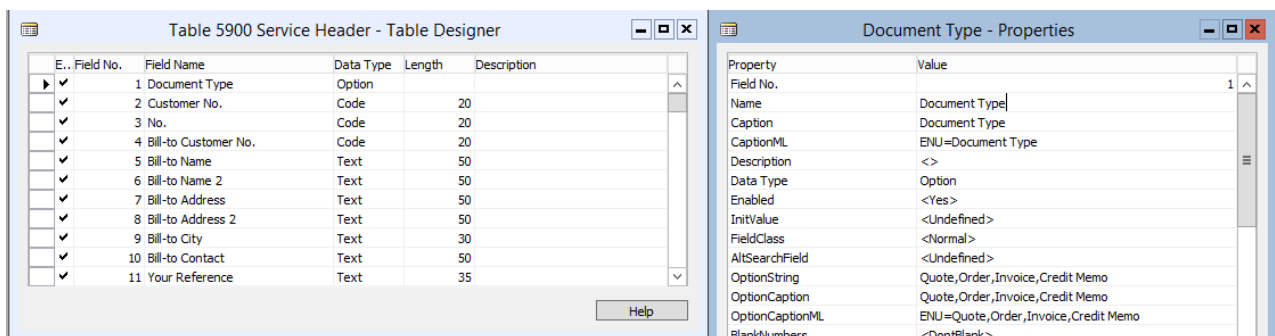 Table 5900 Service Header - Table Designer
E.. Field No. Field Name Data Type Length Description
1 Document Type Option
2 Customer No. Code 20
3 No. Code 20
4 Bill-to Customer No. Code 20
5 Bill-to Name Text 50
6 Bill-to Name 2 Text 50
7 Bill-to Address Text 50
8 Bill-to Address 2 Text 50
9 Bill-to City Text 30
10 Bill-to Contact Text 50
11 Your Reference Text 35
Help
Document Type - Properties
Property Value
Field No. 1
Name Document Type
Caption Document Type
CaptionML ENU=Document Type
Description <>
Data Type Option
Enabled <Yes>
InitValue <Undefined>
FieldClass <Normal>
AltSearchField <Undefined>
OptionString Quote,Order,Invoice,Credit Memo
OptionCaption Quote,Order,Invoice,Credit Memo
OptionCaptionML ENU=Quote,Order,Invoice,Credit Memo
BlankNumbers <DontBlank>